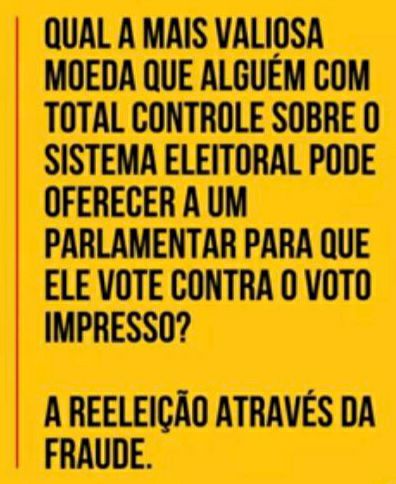 QUAL A MAIS VALIOSA
MOEDA QUE ALGUÉM COM
TOTAL CONTROLE SOBRE O
SISTEMA ELEITORAL PODE
OFERECER A UM
PARLAMENTAR PARA QUE
ELE VOTE CONTRA O VOTO
IMPRESSO?
A REELEIÇÃO ATRAVÉS DA
FRAUDE.